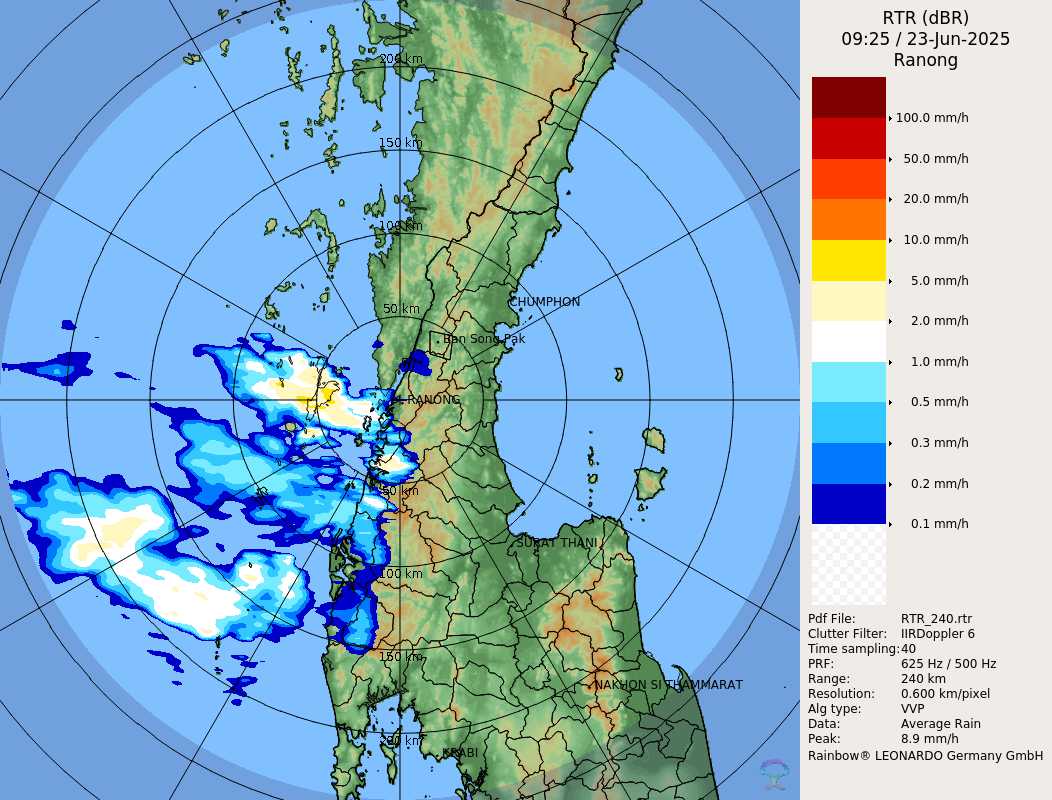 RTR (dBR)
09:25 / 23-Jun-2025
Ranong
100.0 mm/h
50.0 mm/h
20.0 mm/h
10.0 mm/h
5.0 mm/h
2.0 mm/h
1.0 mm/h
0.5 mm/h
0.3 mm/h
0.2 mm/h
0.1 mm/h
Pdf File: RTR_240.rtr
Clutter Filter: IIRDoppler 6
Time sampling:40
PRF: 625 Hz / 500 Hz
Range: 240 km
Resolution: 0.600 km/pixel
Alg type: VVP
Data: Average Rain
Peak: 8.9 mm/h
Rainbow® LEONARDO Germany GmbH
200 km
150 km
100 km
50 km
CHUMPHON
Ban Song Pak
RANONG
50 km
SURAT THANI
100 km
150 km
NAKHON SI THAMMARAT
200 km
KRABI